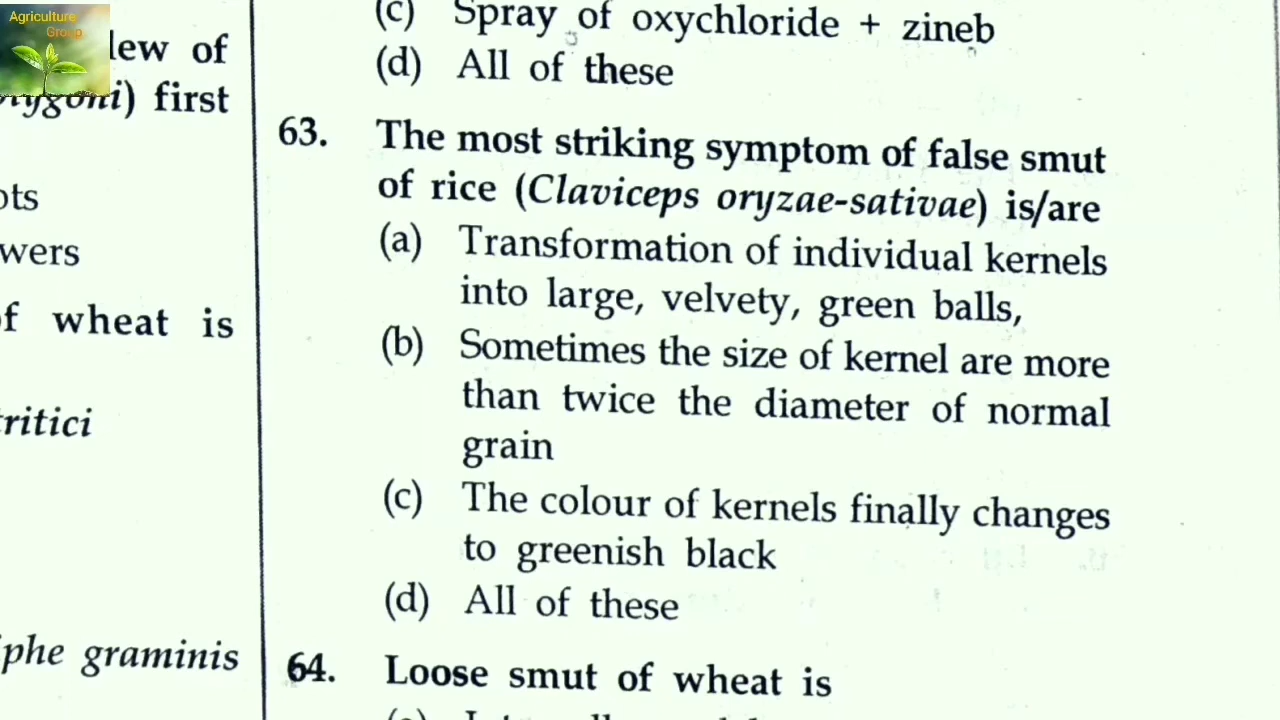 Agriculture
Group
lew of
) first
wers
f wheat is
graminis
(c) Spray of oxychloride + zineb
(d) All of these
63. The most striking symptom of false smut
of rice (Claviceps oryzae-sativae) is/are
(a) Transformation of individual kernels
into large, velvety, green balls,
(b) Sometimes the size of kernel are more
than twice the diameter of normal
grain
(c) The colour of kernels finally changes
to greenish black
(d) All of these
64. Loose smut of wheat is